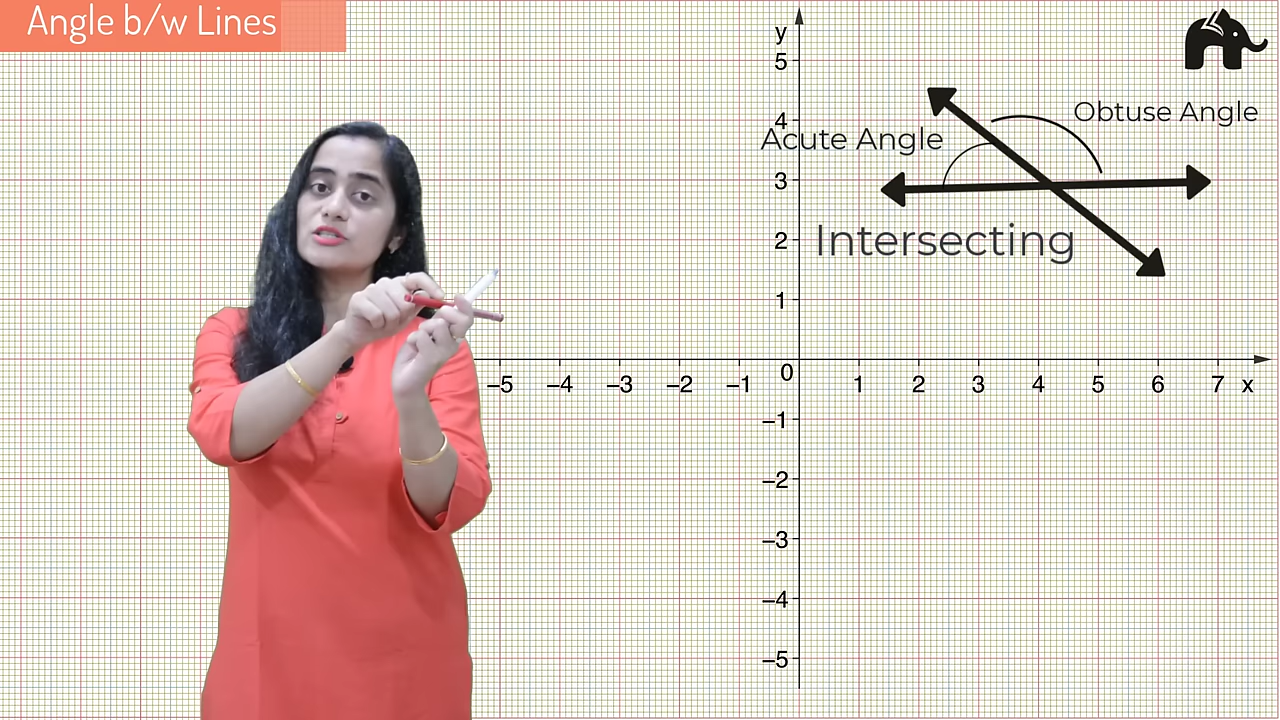 Angle b/w Lines
y
5
4
Acute Angle
Obtuse Angle
3
Intersecting
2
1
–5 –4 –3 –2 –1 0 1 2 3 4 5 6 7 x
–1
–2
–3
–4
–5